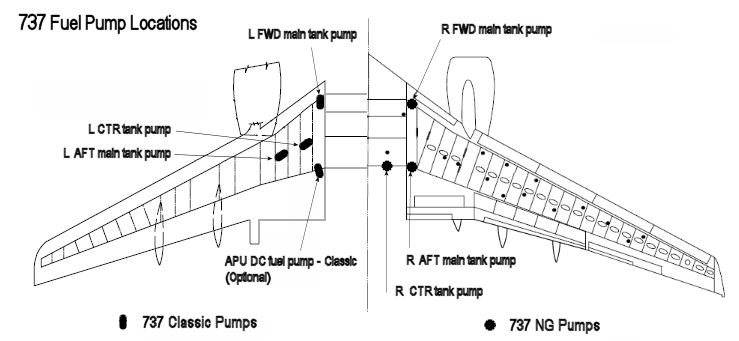 737 Fuel Pump Locations
L FWD main tank pump
R FWD main tank pump
L CTR tank pump
L AFT main tank pump
APU DC fuel pump - Classic
(Optional)
R AFT main tank pump
R CTR tank pump
737 Classic Pumps
737 NG Pumps